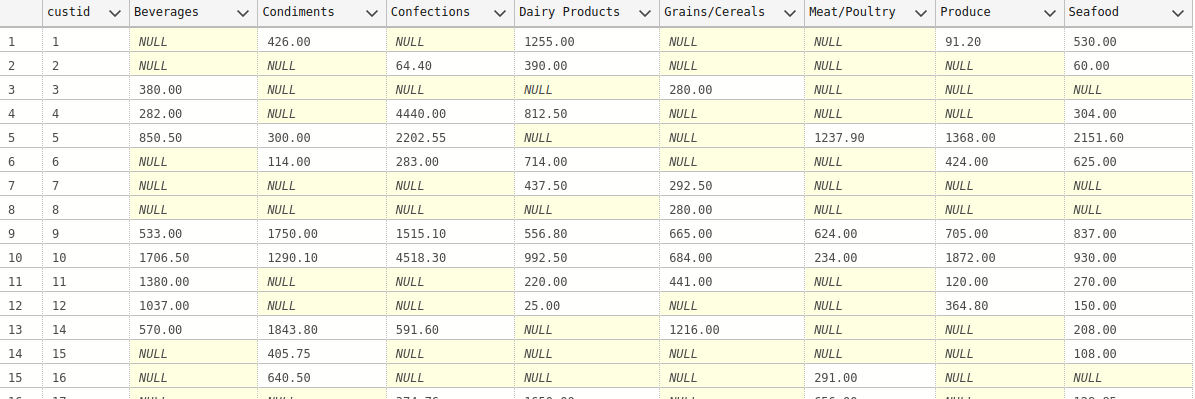 custid Beverages Condiments Confections Dairy Products Grains/Cereals Meat/Poultry Produce Seafood
1 1 NULL 426.00 NULL 1255.00 NULL NULL 91.20 530.00
2 2 NULL NULL 64.40 390.00 NULL NULL NULL 60.00
3 3 380.00 NULL NULL NULL 280.00 NULL NULL NULL
4 4 282.00 NULL 4440.00 812.50 NULL NULL NULL 304.00
5 5 850.50 300.00 2202.55 NULL NULL 1237.90 1368.00 2151.60
6 6 NULL 114.00 283.00 714.00 NULL NULL 424.00 625.00
7 7 NULL NULL NULL 437.50 292.50 NULL NULL NULL
8 8 NULL NULL NULL NULL 280.00 NULL NULL NULL
9 9 533.00 1750.00 1515.10 556.80 665.00 624.00 705.00 837.00
10 10 1706.50 1290.10 4518.30 992.50 684.00 234.00 1872.00 930.00
11 11 1380.00 NULL NULL 220.00 441.00 NULL 120.00 270.00
12 12 1037.00 NULL NULL 25.00 NULL NULL 364.80 150.00
13 14 570.00 1843.80 591.60 NULL 1216.00 NULL NULL 208.00
14 15 NULL 405.75 NULL NULL NULL NULL NULL 108.00
15 16 NULL 640.50 NULL NULL NULL 291.00 NULL NULL